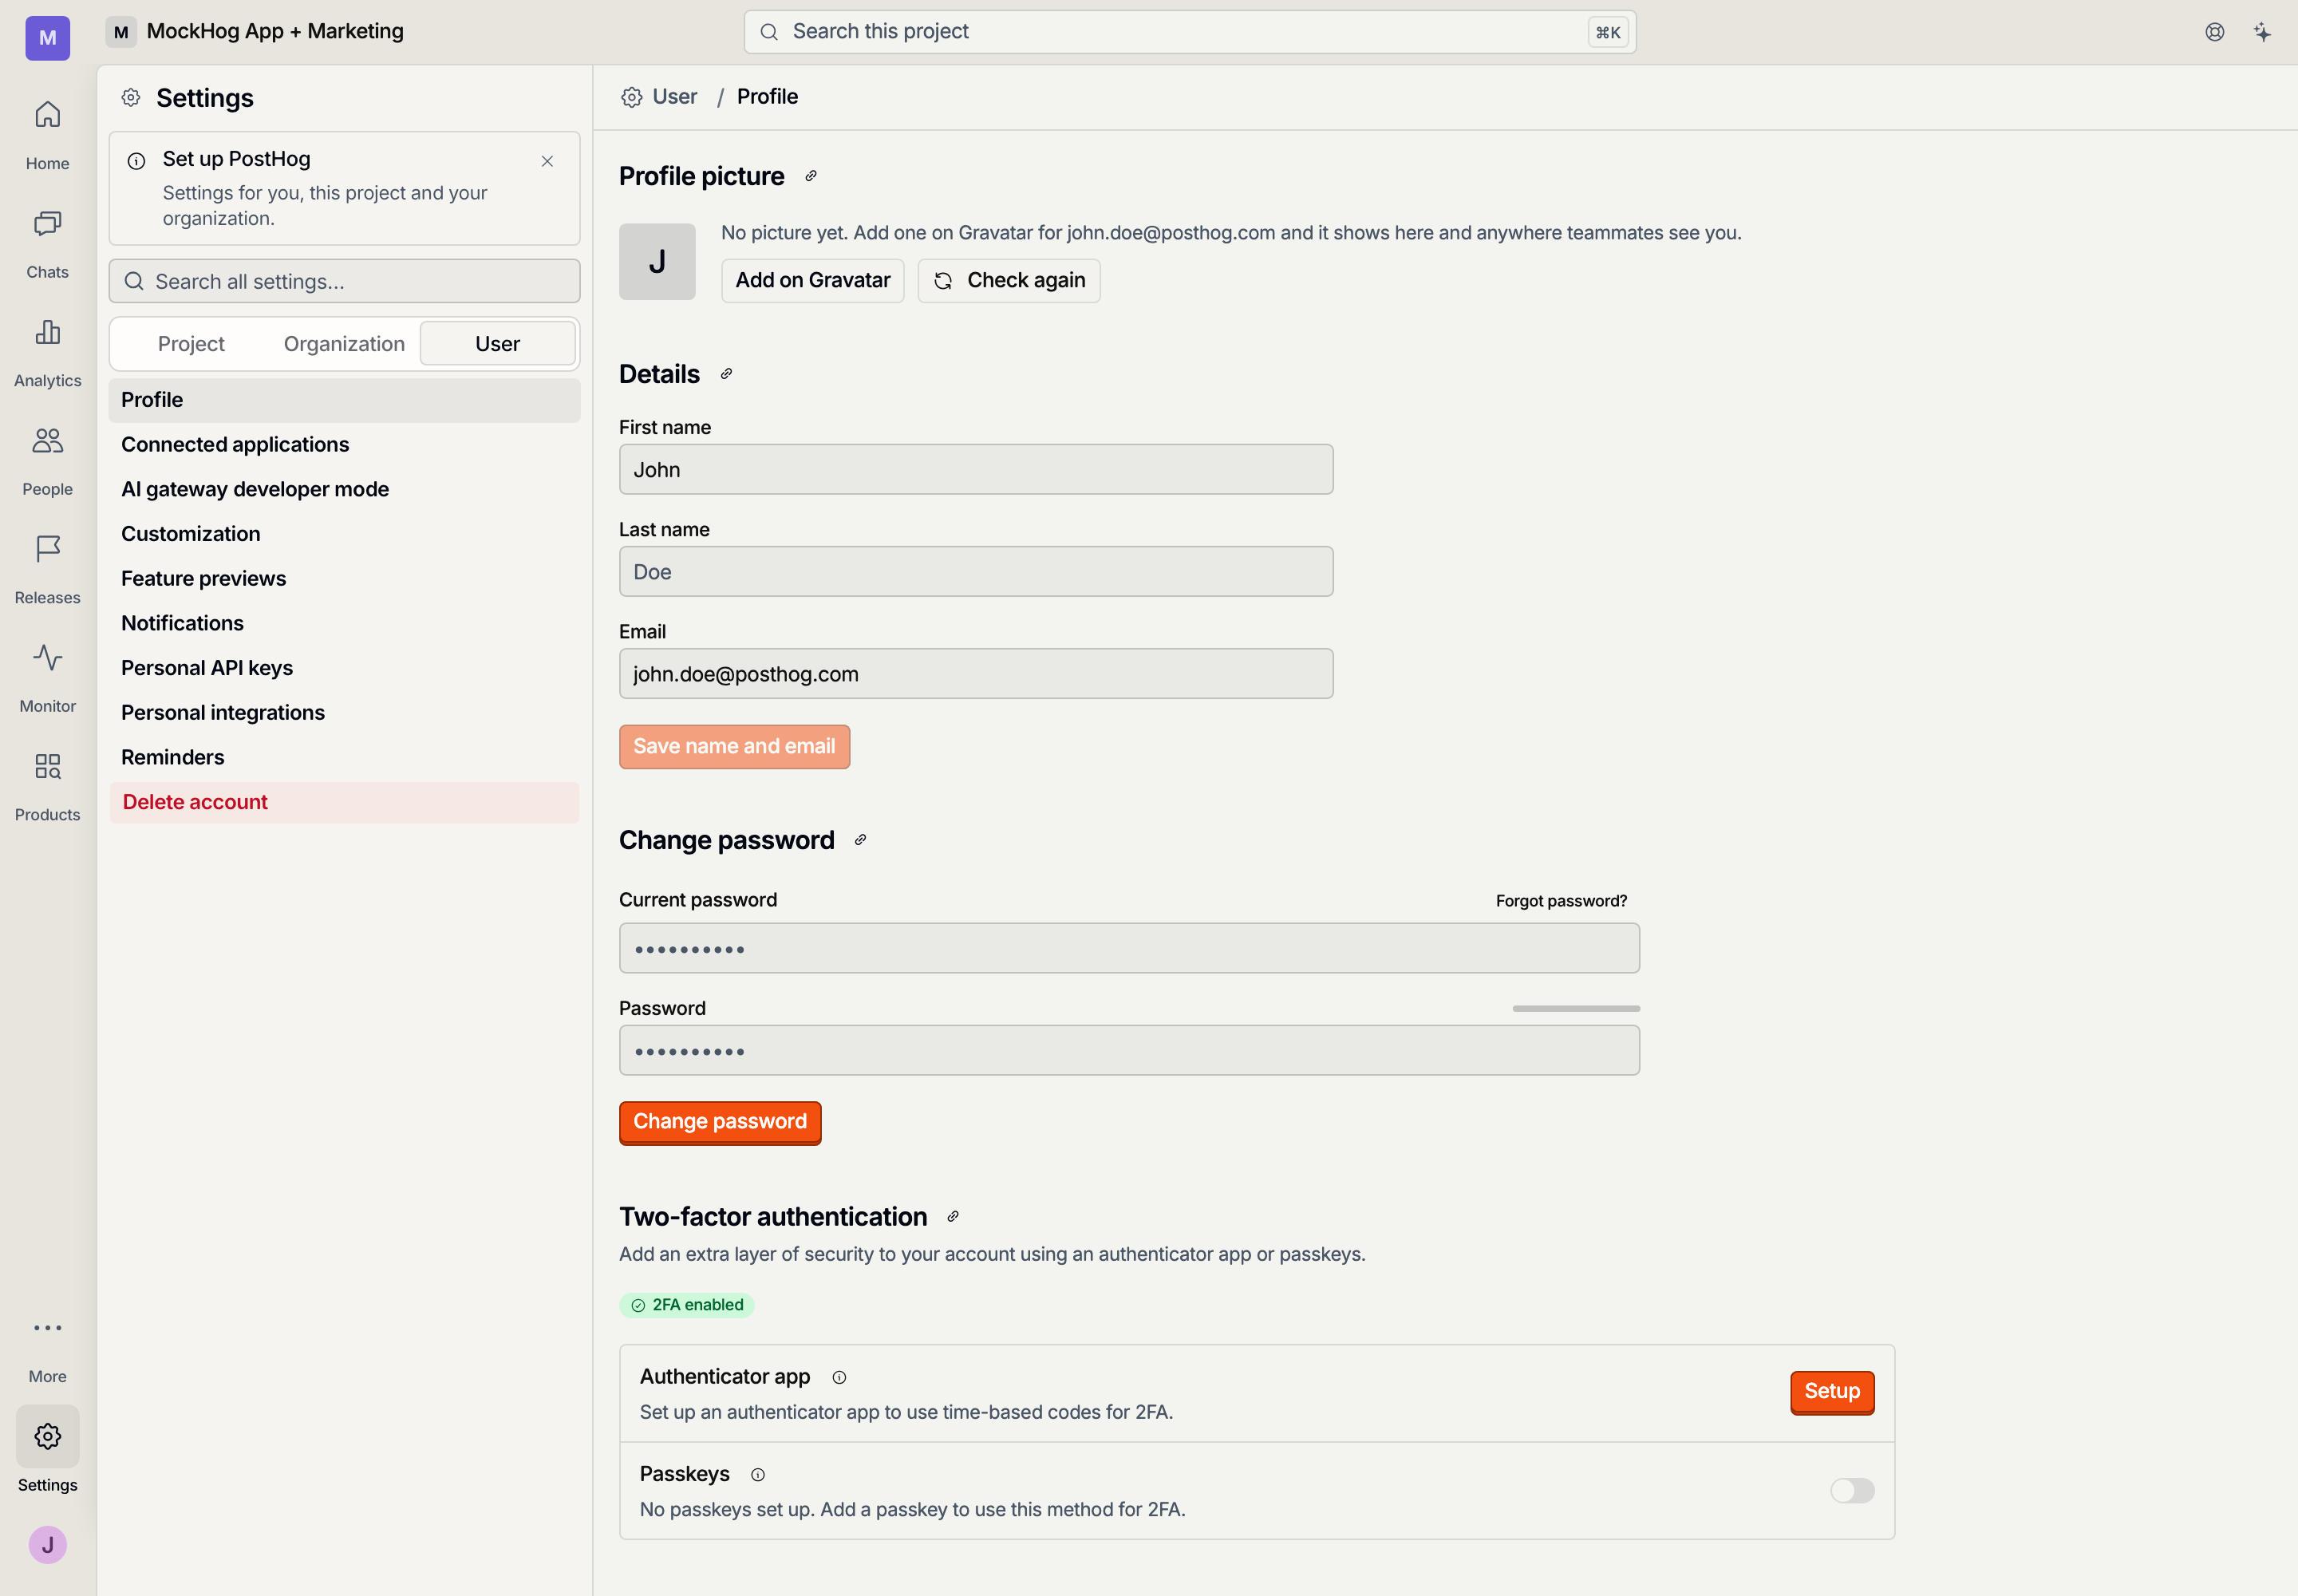 M
M MockHog App + Marketing
Search this project
⌘K
Home
Chats
Analytics
People
Releases
Monitor
Products
More
Settings
J
Settings
Set up PostHog
Settings for you, this project and your
organization.
Search all settings...
Project Organization User
Profile
Connected applications
AI gateway developer mode
Customization
Feature previews
Notifications
Personal API keys
Personal integrations
Reminders
Delete account
User / Profile
Profile picture
J
No picture yet. Add one on Gravatar for john.doe@posthog.com and it shows here and anywhere teammates see you.
Add on Gravatar Check again
Details
First name
John
Last name
Doe
Email
john.doe@posthog.com
Save name and email
Change password
Current password Forgot password?
••••••••••
Password
••••••••••
Change password
Two-factor authentication
Add an extra layer of security to your account using an authenticator app or passkeys.
2FA enabled
Authenticator app
Set up an authenticator app to use time-based codes for 2FA.
Setup
Passkeys
No passkeys set up. Add a passkey to use this method for 2FA.